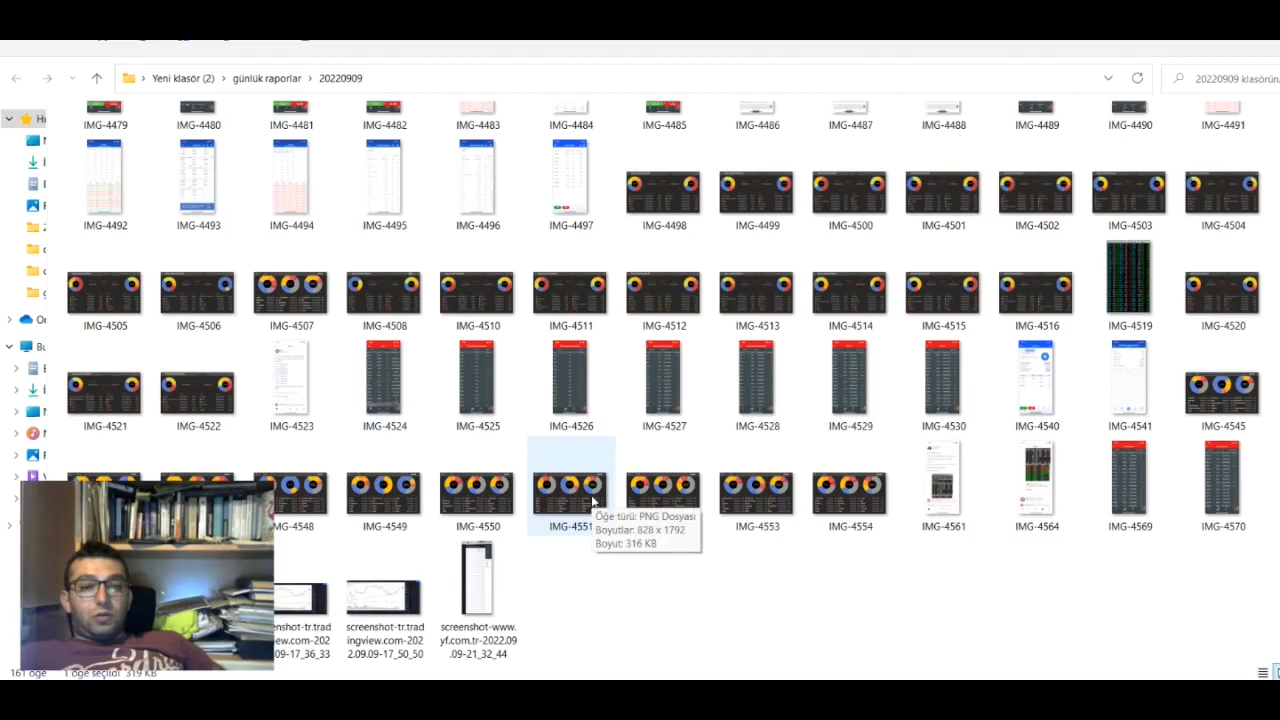 Yeni klasör (2) › günlük raporlar › 20220909
20220909 klasörün
IMG-4479 IMG-4480 IMG-4481 IMG-4482 IMG-4483 IMG-4484 IMG-4485 IMG-4486 IMG-4487 IMG-4488 IMG-4489 IMG-4490 IMG-4491
IMG-4492 IMG-4493 IMG-4494 IMG-4495 IMG-4496 IMG-4497 IMG-4498 IMG-4499 IMG-4500 IMG-4501 IMG-4502 IMG-4503 IMG-4504
IMG-4505 IMG-4506 IMG-4507 IMG-4508 IMG-4510 IMG-4511 IMG-4512 IMG-4513 IMG-4514 IMG-4515 IMG-4516 IMG-4519 IMG-4520
IMG-4521 IMG-4522 IMG-4523 IMG-4524 IMG-4525 IMG-4526 IMG-4527 IMG-4528 IMG-4529 IMG-4530 IMG-4540 IMG-4541 IMG-4545
IMG-4548 IMG-4549 IMG-4550 IMG-4551 IMG-4553 IMG-4554 IMG-4561 IMG-4564 IMG-4569 IMG-4570
Öğe türü: PNG Dosyası
Boyutlar: 828 x 1792
Boyut: 316 KB
creenshot-tr.trad screenshot-tr.trad screenshot-www.
ngview.com-202 ingview.com-202 yf.com.tr-2022.09
09-17_36_33 2.09.09-17_50_50 .09-21_32_44
161 öğe 1 öğe seçildi 319 KB